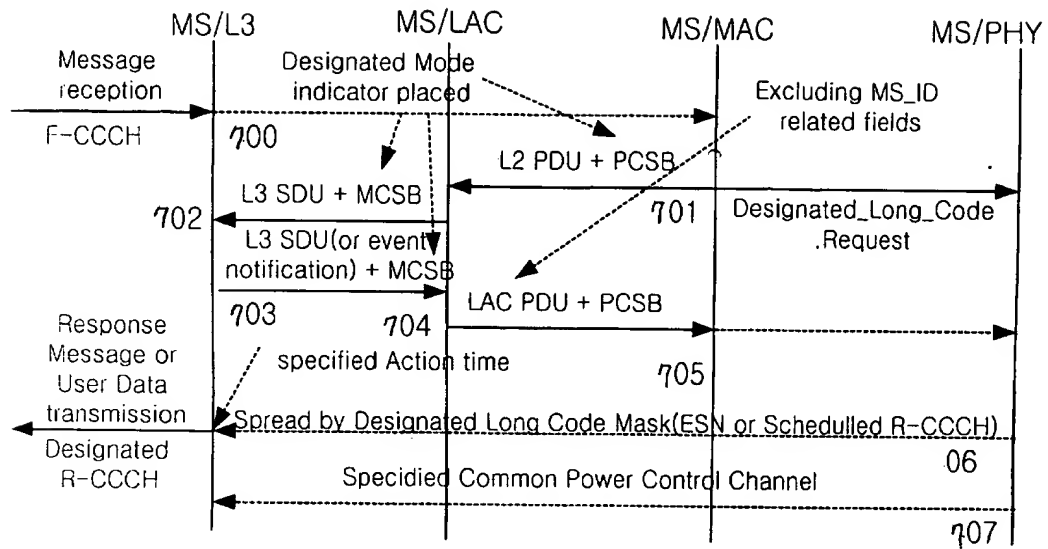 MS/L3
MS/LAC
MS/MAC
MS/PHY
Message
reception
F-CCCH
700
Designated Mode
indicator placed
Excluding MS_ID
related fields
L2 PDU + PCSB
701
Designated_Long_Code
.Request
L3 SDU + MCSB
702
L3 SDU(or event
notification) + MCSB
703
704
LAC PDU + PCSB
705
Response
Message or
User Data
transmission
Designated
R-CCCH
specified Action time
Spread by Designated Long Code Mask(ESN or Schedulled R-CCCH)
06
Specidied Common Power Control Channel
707